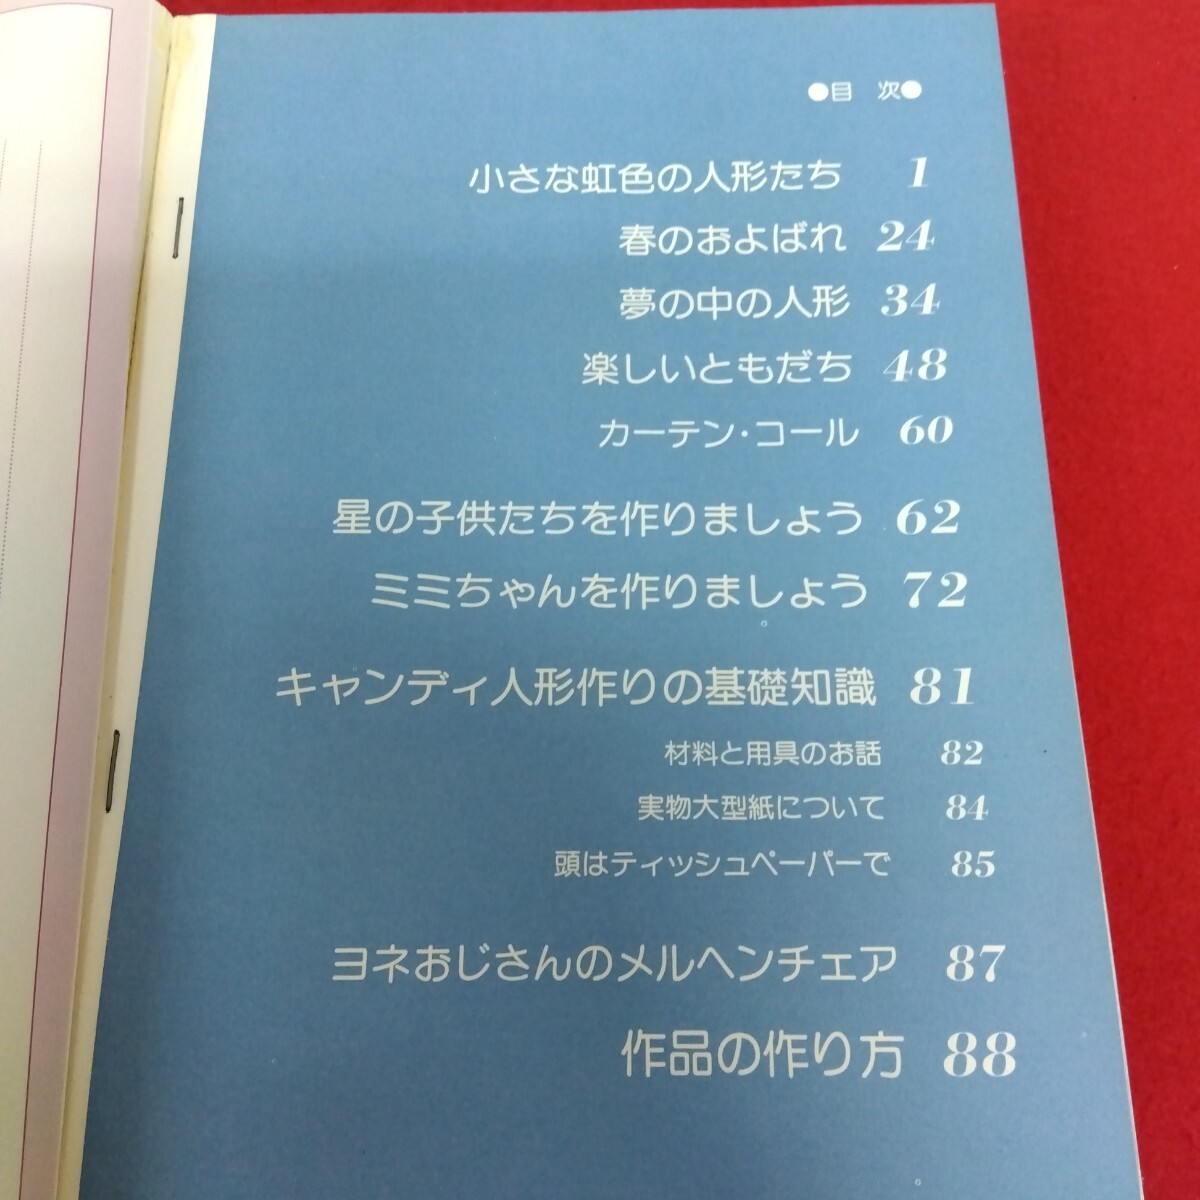 ●目 次●
小さな虹色の人形たち 1
春のおよばれ 24
夢の中の人形 34
楽しいともだち 48
カーテン・コール 60
星の子供たちを作りましょう 62
ミミちゃんを作りましょう 72
キャンディ人形作りの基礎知識 81
材料と用具のお話 82
実物大型紙について 84
頭はティッシュペーパーで 85
ヨネおじさんのメルヘンチェア 87
作品の作り方 88